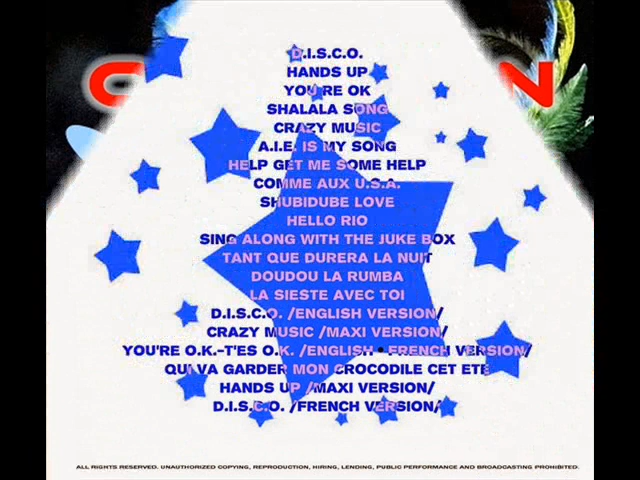 D.I.S.C.O.
HANDS UP
YOU'RE OK
SHALALA SONG
CRAZY MUSIC
A.I.E. IS MY SONG
HELP GET ME SOME HELP
COMME AUX U.S.A.
SHUBIDUBE LOVE
HELLO RIO
SING ALONG WITH THE JUKE BOX
TANT QUE DURERA LA NUIT
DOUDOU LA RUMBA
LA SIESTE AVEC TOI
D.I.S.C.O. /ENGLISH VERSION/
CRAZY MUSIC /MAXI VERSION/
YOU'RE O.K.-T'ES O.K. /ENGLISH • FRENCH VERSION/
QUI VA GARDER MON CROCODILE CET ETE
HANDS UP /MAXI VERSION/
D.I.S.C.O. /FRENCH VERSION/
ALL RIGHTS RESERVED. UNAUTHORIZED COPYING, REPRODUCTION, HIRING, LENDING, PUBLIC PERFORMANCE AND BROADCASTING PROHIBITED.